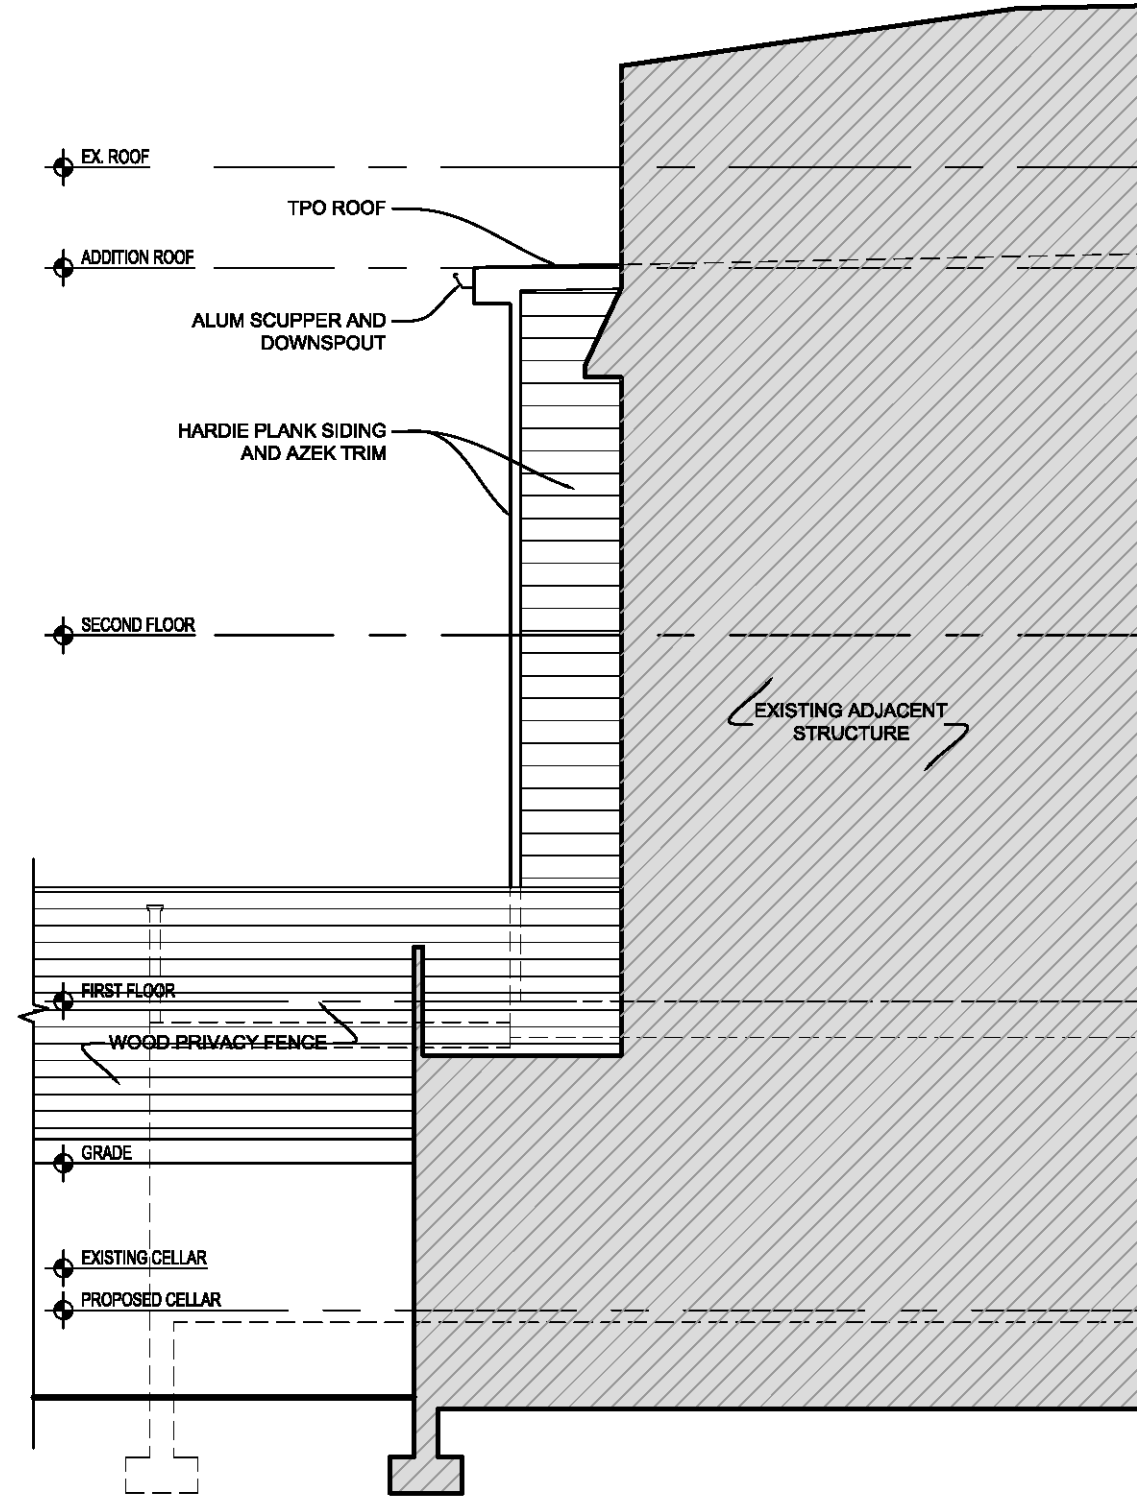 EX. ROOF
TPO ROOF
ADDITION ROOF
ALUM SCUPPER AND
DOWNSPOUT
HARDIE PLANK SIDING
AND AZEK TRIM
SECOND FLOOR
EXISTING ADJACENT
STRUCTURE
FIRST FLOOR
WOOD PRIVACY FENCE
GRADE
EXISTING CELLAR
PROPOSED CELLAR